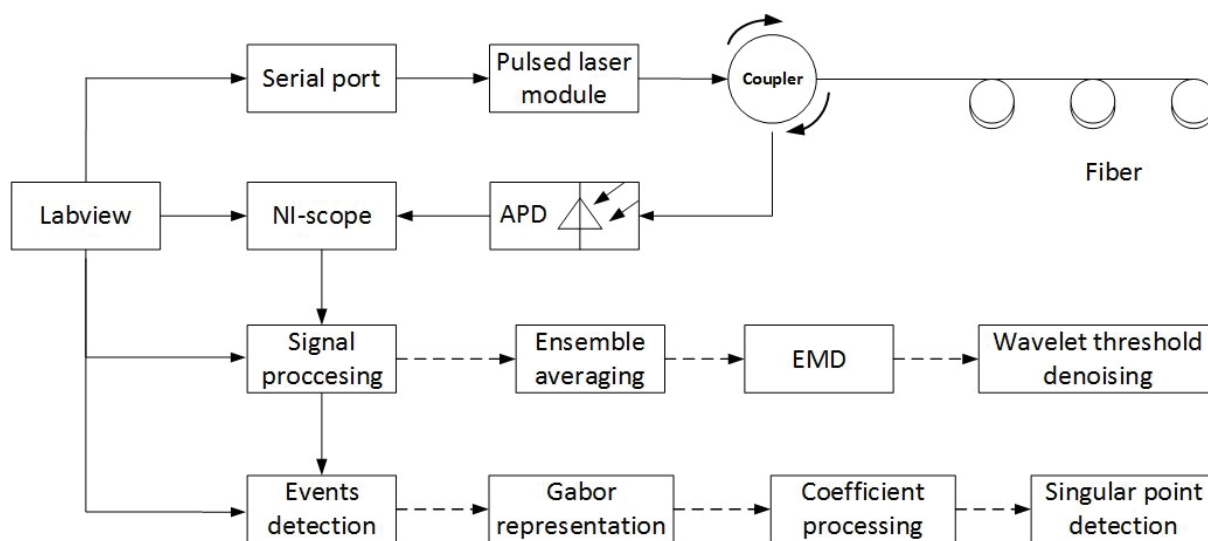 Serial port
Pulsed laser
module
Coupler
Fiber
Labview
NI-scope
APD
Signal
proccesing
Ensemble
averaging
EMD
Wavelet threshold
denoising
Events
detection
Gabor
representation
Coefficient
processing
Singular point
detection